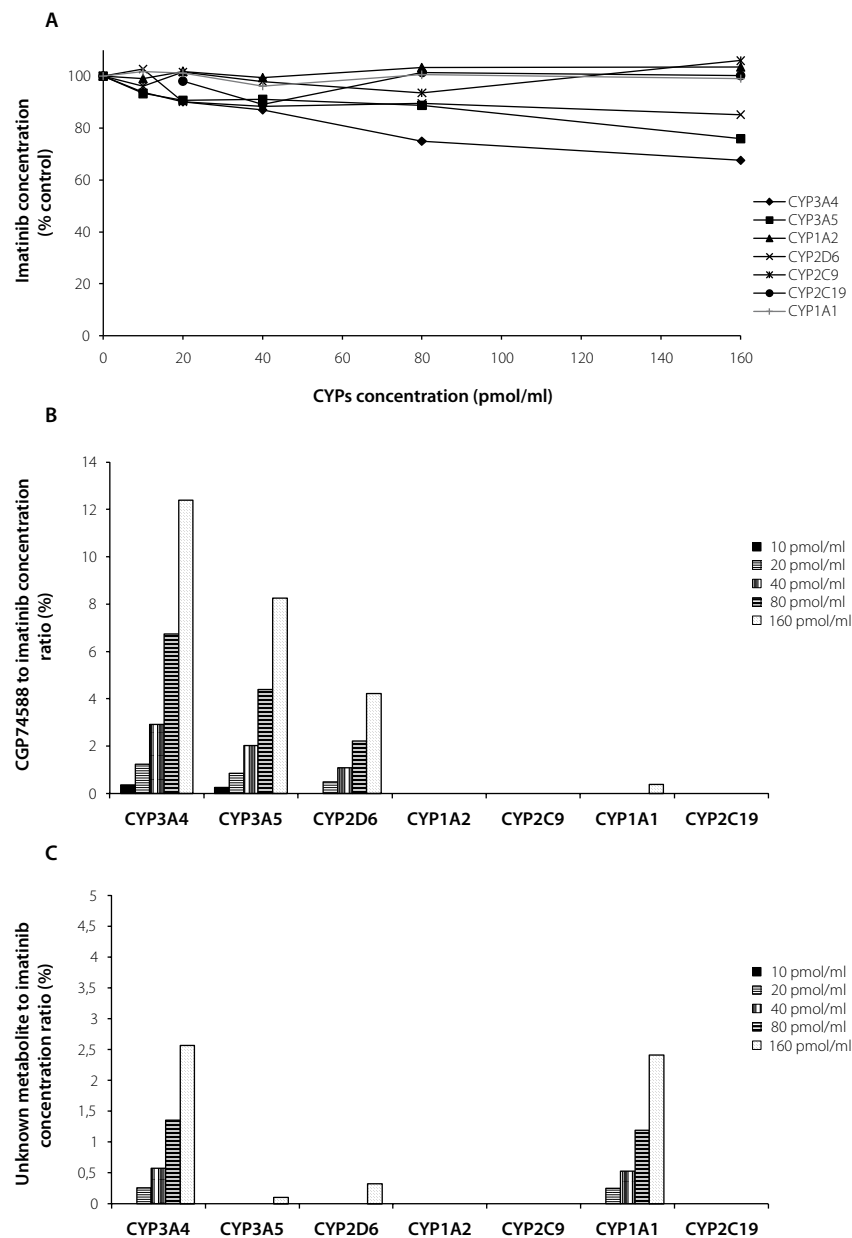 A
Imatinib concentration
(% control)
100
80
60
40
20
0
0 20 40 60 80 100 120 140 160
CYPs concentration (pmol/ml)
CYP3A4
CYP3A5
CYP1A2
CYP2D6
CYP2C9
CYP2C19
CYP1A1
B
CGP74588 to imatinib concentration
ratio (%)
14
12
10
8
6
4
2
0
CYP3A4 CYP3A5 CYP2D6 CYP1A2 CYP2C9 CYP1A1 CYP2C19
10 pmol/ml
20 pmol/ml
40 pmol/ml
80 pmol/ml
160 pmol/ml
C
Unknown metabolite to imatinib
concentration ratio (%)
5
4,5
4
3,5
3
2,5
2
1,5
1
0,5
0
CYP3A4 CYP3A5 CYP2D6 CYP1A2 CYP2C9 CYP1A1 CYP2C19
10 pmol/ml
20 pmol/ml
40 pmol/ml
80 pmol/ml
160 pmol/ml